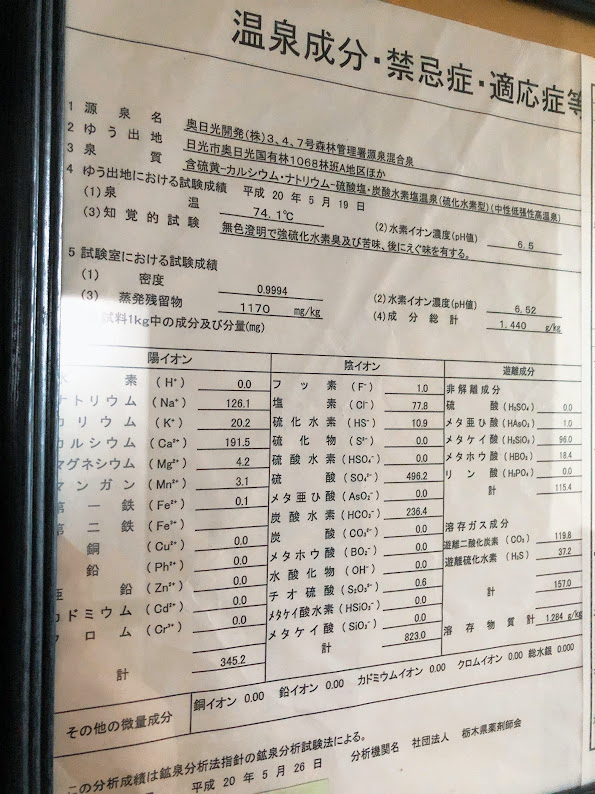 温泉成分・禁忌症・適応症等
1 源泉名 奥日光開発(株)3、4、7号森林管理署源泉混合泉
2 ゆう出地 日光市奥日光国有林1068林班A地区ほか
3 泉質 含硫黄-カルシウム・ナトリウム-硫酸塩・炭酸水素塩温泉(硫化水素型)(中性低張性高温泉)
4 ゆう出地における試験成績 平成20年5月19日
(1)泉温 74.1℃ (2)水素イオン濃度(pH値) 6.5
(3)知覚的試験 無色澄明で強硫化水素臭及び苦味、後にえぐ味を有する。
5 試験室における試験成績
(1) 密度 0.9994 (2)水素イオン濃度(pH値) 6.52
(3) 蒸発残留物 1170 mg/kg (4)成分総計 1.440 g/kg
試料1kg中の成分及び分量(mg)
陽イオン 陰イオン 遊離成分
素 (H⁺) 0.0 フッ素 (F⁻) 1.0 非解離成分
ナトリウム (Na⁺) 126.1 塩素 (Cl⁻) 77.8 硫酸 (H₂SO₄) 0.0
カリウム (K⁺) 20.2 硫化水素 (HS⁻) 10.9 メタ亜ひ酸 (HAsO₂) 1.0
カルシウム (Ca²⁺) 191.5 硫化物 (S²⁻) 0.0 メタケイ酸 (H₂SiO₃) 96.0
マグネシウム (Mg²⁺) 4.2 硫酸水素 (HSO₄⁻) 0.0 メタホウ酸 (HBO₂) 18.4
マンガン (Mn²⁺) 3.1 硫酸 (SO₄²⁻) 496.2 リン酸 (H₃PO₄) 0.0
第一鉄 (Fe²⁺) 0.1 メタ亜ひ酸 (AsO₂⁻) 0.0 計 115.4
第二鉄 (Fe³⁺) 炭酸水素 (HCO₃⁻) 236.4
銅 (Cu²⁺) 0.0 炭酸 (CO₃²⁻) 0.0 溶存ガス成分
鉛 (Pb²⁺) 0.0 メタホウ酸 (BO₂⁻) 0.0 遊離二酸化炭素 (CO₂) 119.8
亜鉛 (Zn²⁺) 0.0 水酸化物 (OH⁻) 0.0 遊離硫化水素 (H₂S) 37.2
カドミウム (Cd²⁺) 0.0 チオ硫酸 (S₂O₃²⁻) 0.6
クロム (Cr³⁺) 0.0 メタケイ酸水素 (HSiO₃⁻) 0.0 計 157.0
メタケイ酸 (SiO₃⁻) 0.0
計 345.2 計 823.0 溶存物質計 1.284 g/kg
その他の微量成分 銅イオン 0.00 鉛イオン 0.00 カドミウムイオン 0.00 クロムイオン 0.00 総水銀 0.000
この分析成績は鉱泉分析法指針の鉱泉分析試験法による。
平成20年5月26日 分析機関名 社団法人 栃木県薬剤師会